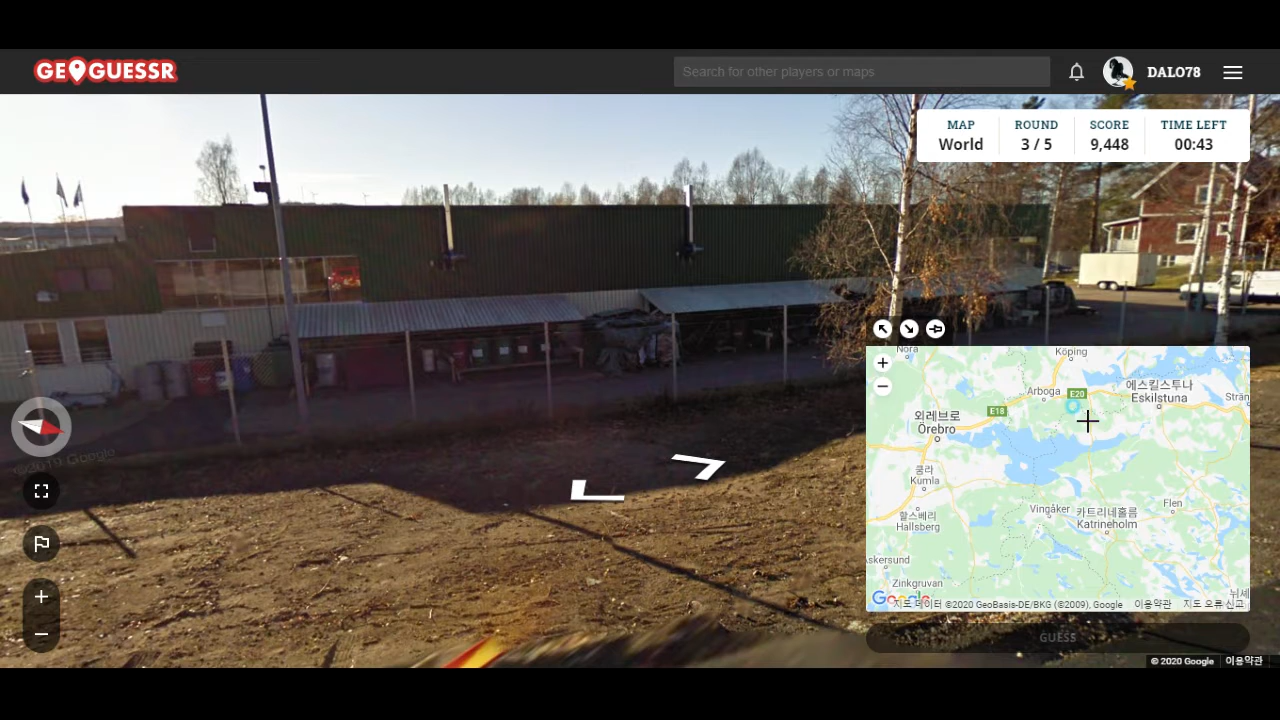 GEOGUESSR
Search for other players or maps
DALO78
MAP ROUND SCORE TIME LEFT
World 3 / 5 9,448 00:43
©2019 Google
Nora
Köping
Arboga
E20
에스킬스투나
Eskilstuna
Strän
E18
외레브로
Örebro
쿰라
Kumla
할스베리
Hallsberg
Vingåker
카트리네홀름
Katrineholm
Flen
skersund
Zinkgruvan
뉘셰
Google
지도 데이터 ©2020 GeoBasis-DE/BKG (©2009), Google 이용약관 지도 오류 신고
GUESS
© 2020 Google 이용약관